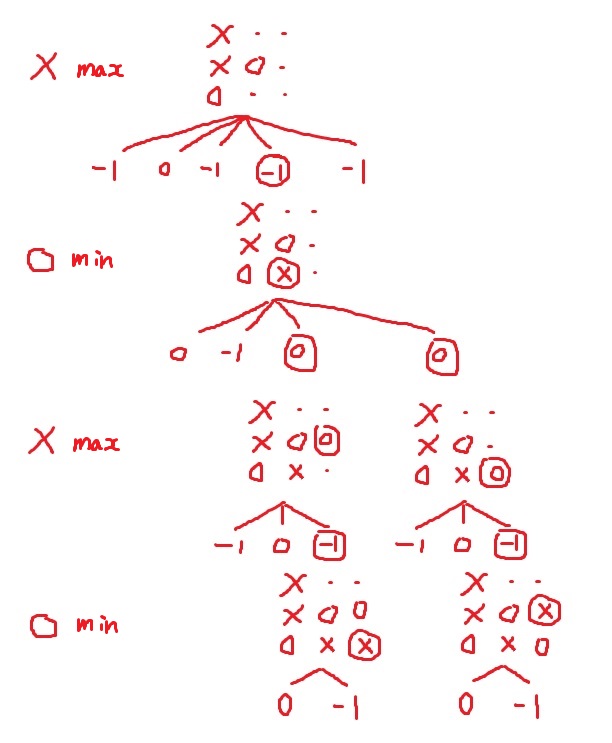 X . .
X max X O .
O . .
-1 0 -1 -1 -1
X . .
O min X O .
O X .
0 -1 0 0
X . . X . .
X max X O O X O .
O X . O X O
-1 0 -1 -1 0 -1
X . . X . .
O min X O O X O X
O X X O X O
0 -1 0 -1